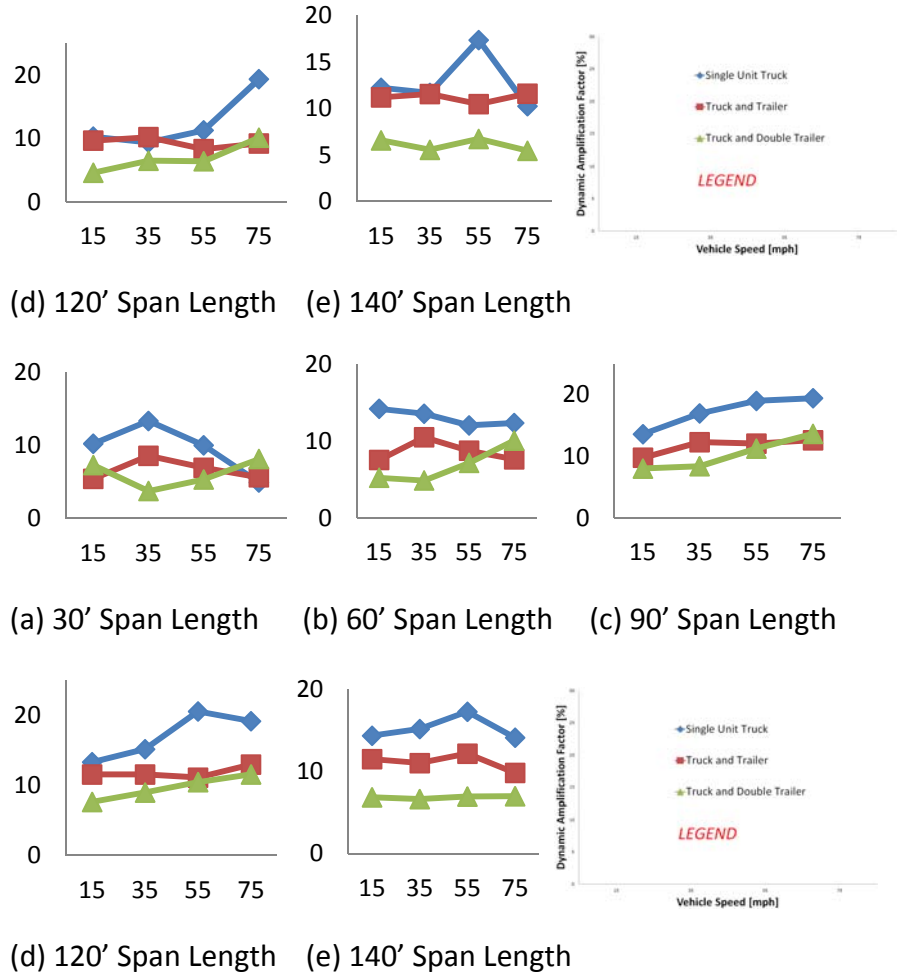 20
10
0
15 35 55 75
20
15
10
5
0
15 35 55 75
Dynamic Amplification Factor [%]
Single Unit Truck
Truck and Trailer
Truck and Double Trailer
LEGEND
Vehicle Speed [mph]
(d) 120’ Span Length
(e) 140’ Span Length
20
10
0
15 35 55 75
20
10
0
15 35 55 75
20
10
0
15 35 55 75
(a) 30’ Span Length
(b) 60’ Span Length
(c) 90’ Span Length
20
10
0
15 35 55 75
20
10
0
15 35 55 75
Dynamic Amplification Factor [%]
Single Unit Truck
Truck and Trailer
Truck and Double Trailer
LEGEND
Vehicle Speed [mph]
(d) 120’ Span Length
(e) 140’ Span Length